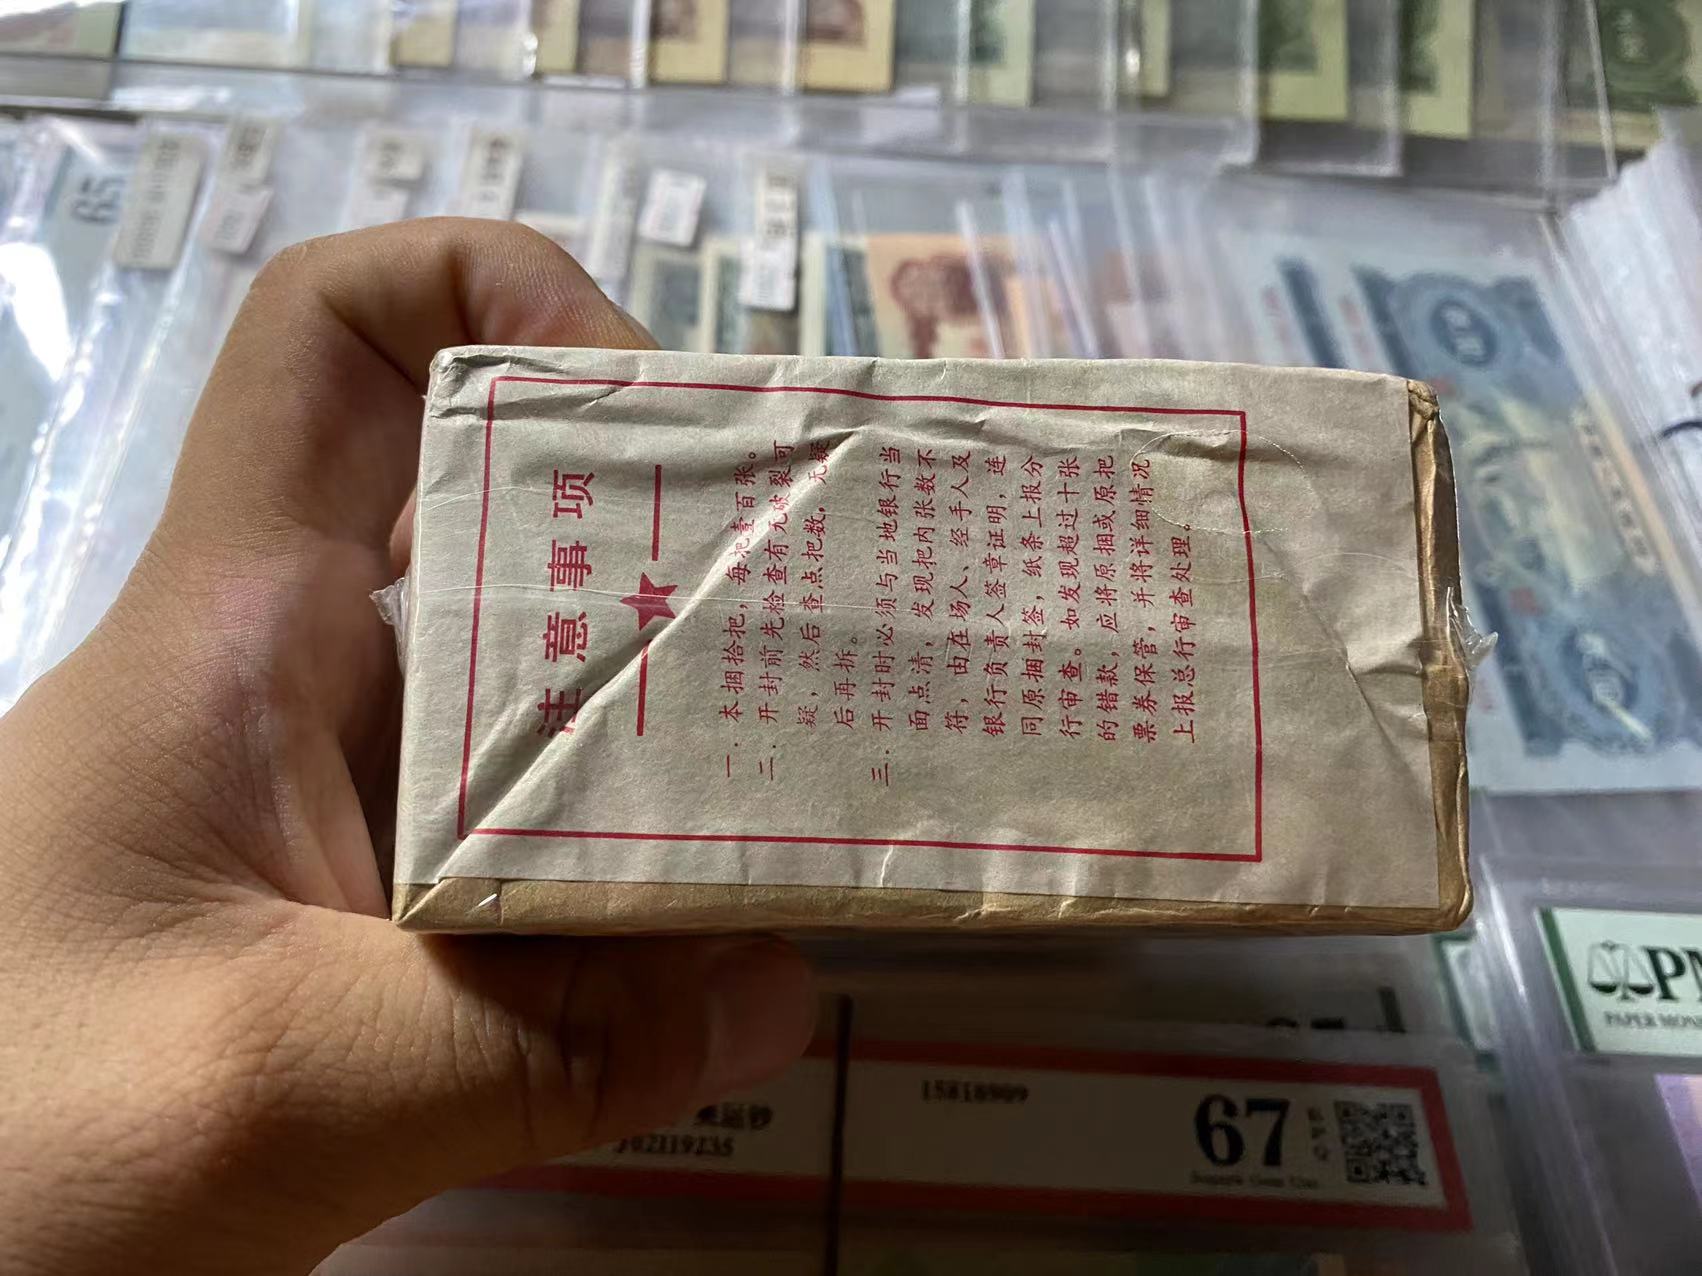 注意事项
一. 本捆拾把，每把壹百张。
二. 开封前先检查有无破裂可
疑，然后查点把数，无疑
后再拆。
三. 开封时必须与当地银行当
面点清，发现把内张数不
符，由在场人、经手人及
银行负责人签章证明，连
同原捆封签，纸条上报分
行审查。如发现超过十张
的错款，应将原捆或原把
票券保管，并将详细情况
上报总行审查处理。
65
15818909
67
PAPER MON